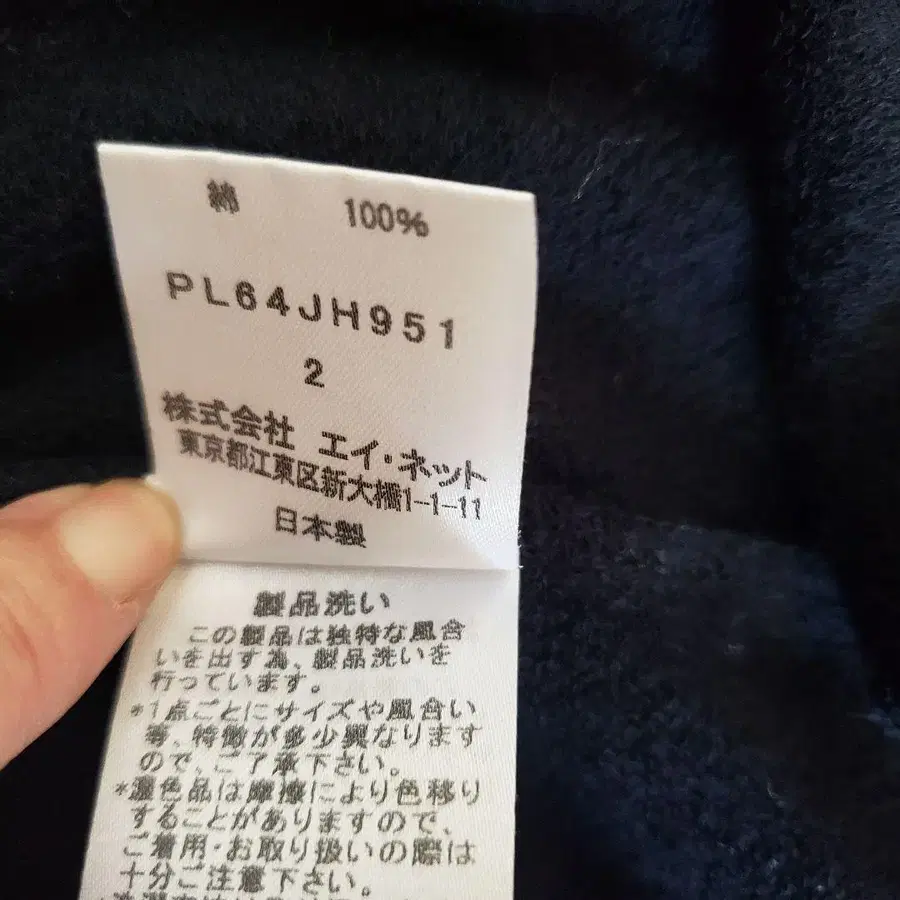 綿 100%
PL64JH951
2
株式会社 エイ・ネット
東京都江東区新大橋1-1-11
日本製
製品洗い
この製品は独特な風合
いを出す為、製品洗いを
行っています。
*1点ごとにサイズや風合い
等、特徴が多少異なります
ので、ご了承下さい。
*濃色品は摩擦により色移り
することがありますので、
ご着用・お取り扱いの際は
十分ご注意下さい。